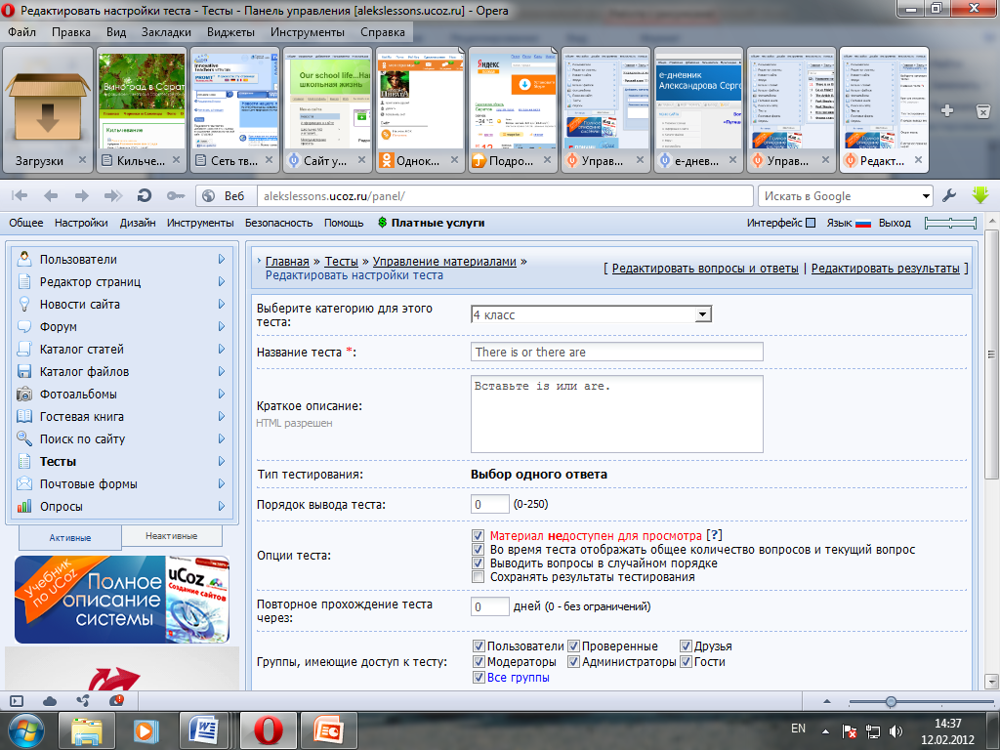 Редактировать настройки теста - Тесты - Панель управления [alekslessons.ucoz.ru] - Opera
Файл Правка Вид Закладки Виджеты Инструменты Справка
Загрузки Кильче... Сеть тв... Сайт у... Однок... Подро... Управ... е-днев... Управ... Редакт...
Веб alekslessons.ucoz.ru/panel/ Искать в Google
Общее Настройки Дизайн Инструменты Безопасность Помощь $ Платные услуги Интерфейс Язык Выход
Пользователи
Редактор страниц
Новости сайта
Форум
Каталог статей
Каталог файлов
Фотоальбомы
Гостевая книга
Поиск по сайту
Тесты
Почтовые формы
Опросы
Активные Неактивные
Учебник по uCoz
Полное описание системы
uCoz
Создание сайтов
Главная » Тесты » Управление материалами »
Редактировать настройки теста
[ Редактировать вопросы и ответы | Редактировать результаты ]
Выберите категорию для этого теста: 4 класс
Название теста *: There is or there are
Краткое описание: Вставьте is или are.
HTML разрешен
Тип тестирования: Выбор одного ответа
Порядок вывода теста: 0 (0-250)
Опции теста:
Материал недоступен для просмотра [?]
Во время теста отображать общее количество вопросов и текущий вопрос
Выводить вопросы в случайном порядке
Сохранять результаты тестирования
Повторное прохождение теста через: 0 дней (0 - без ограничений)
Группы, имеющие доступ к тесту:
Пользователи Проверенные Друзья
Модераторы Администраторы Гости
Все группы
EN 14:37
12.02.2012